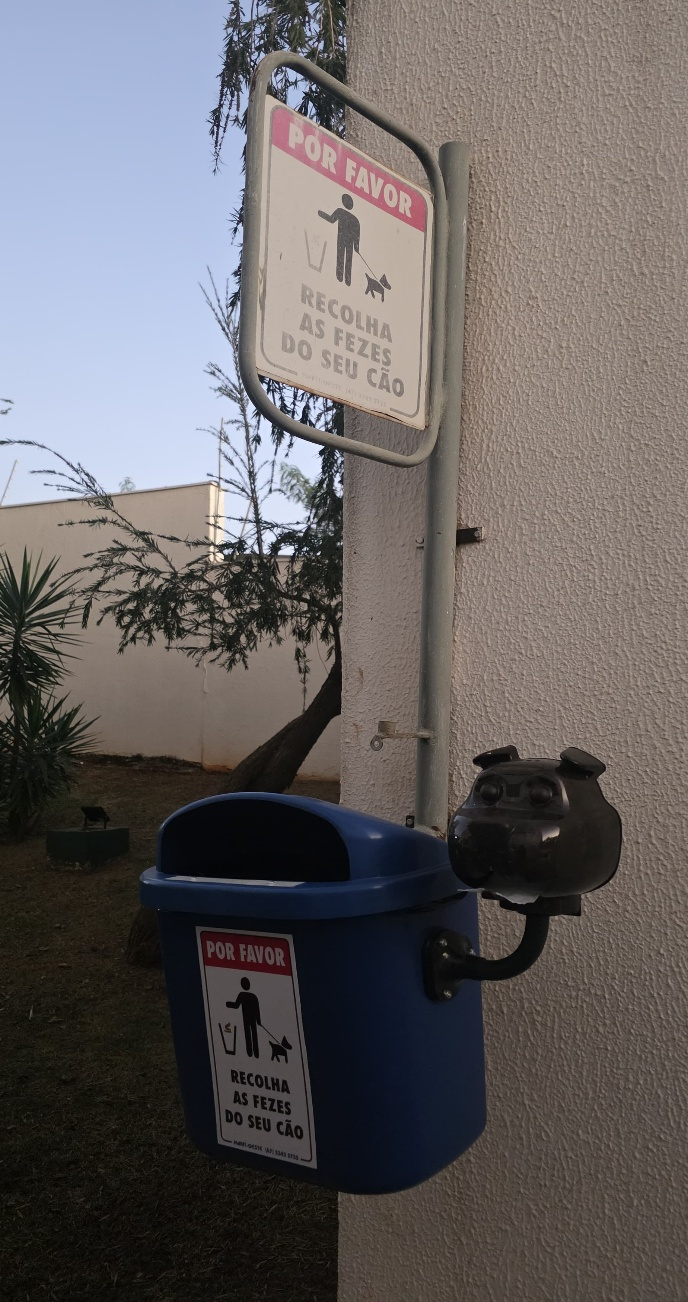 POR FAVOR
RECOLHA
AS FEZES
DO SEU CÃO
POR FAVOR
RECOLHA
AS FEZES
DO SEU CÃO